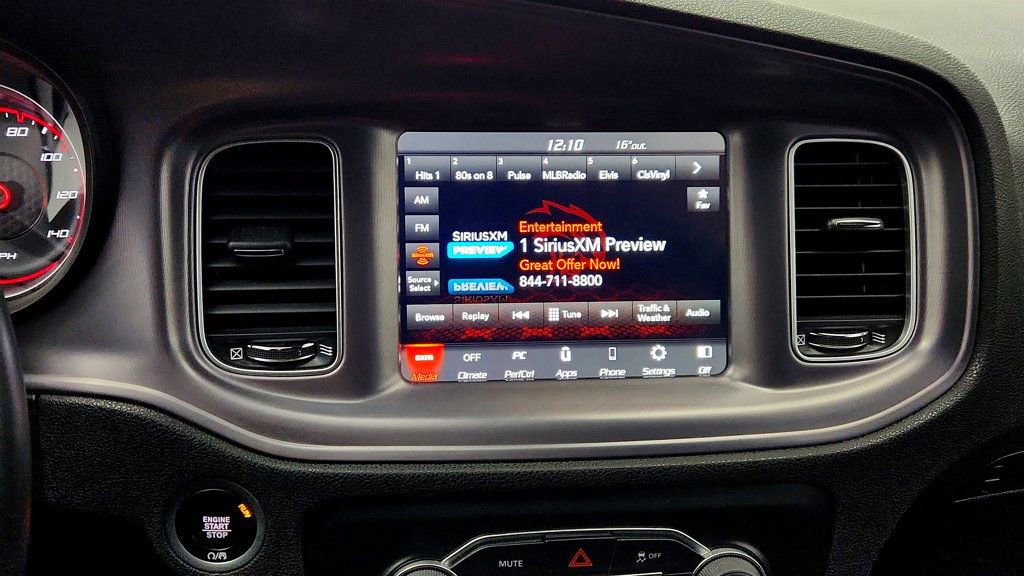 80
100
120
140
MPH
12:10 16°out
1 2 3 4 5 6
Hits 1 80s on 8 Pulse MLBRadio Elvis ClsVinyl
AM
FM
SiriusXM
Source Select
Fav
SIRIUSXM
PREVIEW
Entertainment
1 SiriusXM Preview
Great Offer Now!
844-711-8800
Browse Replay Tune Traffic & Weather Audio
sxm OFF
Media Climate PerfCtrl Apps Phone Settings Off
ENGINE
START
STOP
RUN
MUTE
OFF